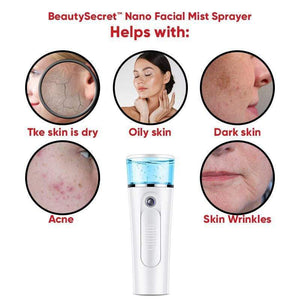 BeautySecret™ Nano Facial Mist Sprayer
Helps with:
Tke skin is dry
Oily skin
Dark skin
Acne
Skin Wrinkles